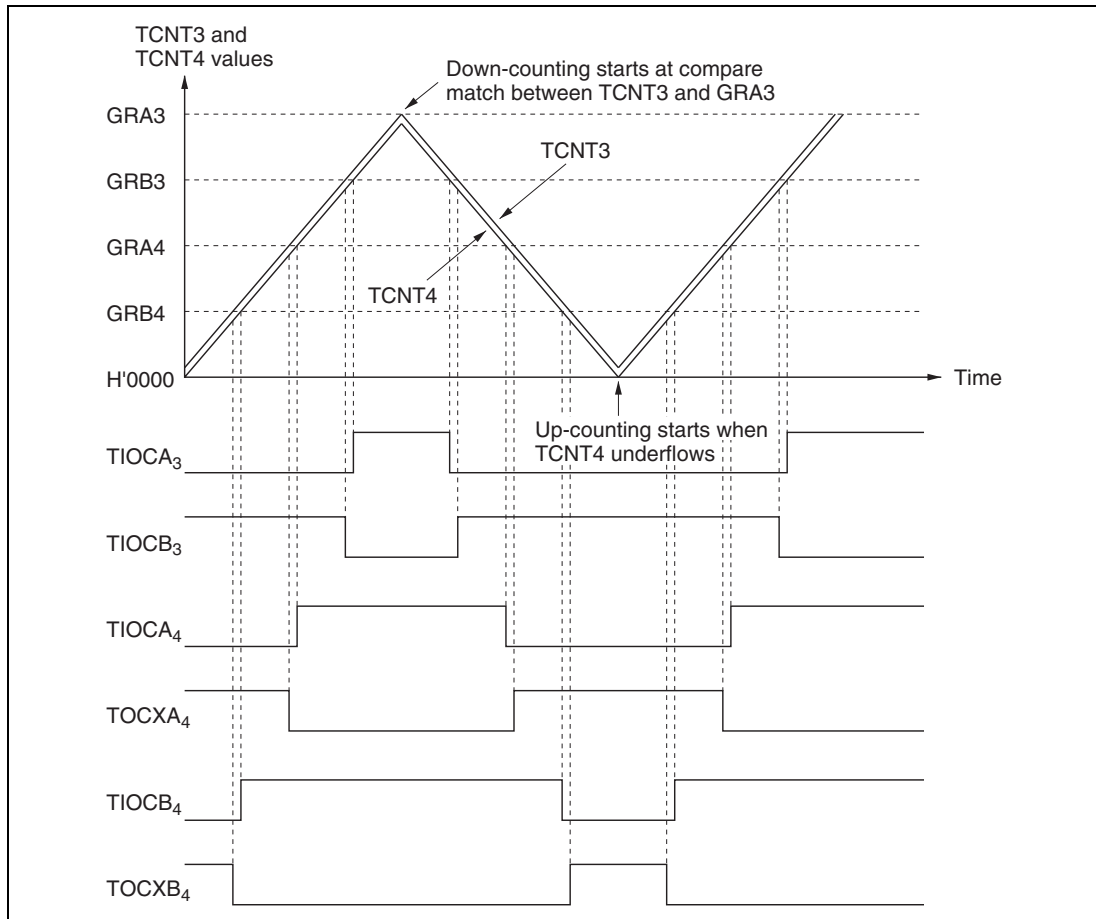 TCNT3 and
TCNT4 values
Down-counting starts at compare
match between TCNT3 and GRA3
GRA3
TCNT3
GRB3
GRA4
TCNT4
GRB4
H'0000
Time
Up-counting starts when
TCNT4 underflows
TIOCA3
TIOCB3
TIOCA4
TOCXA4
TIOCB4
TOCXB4